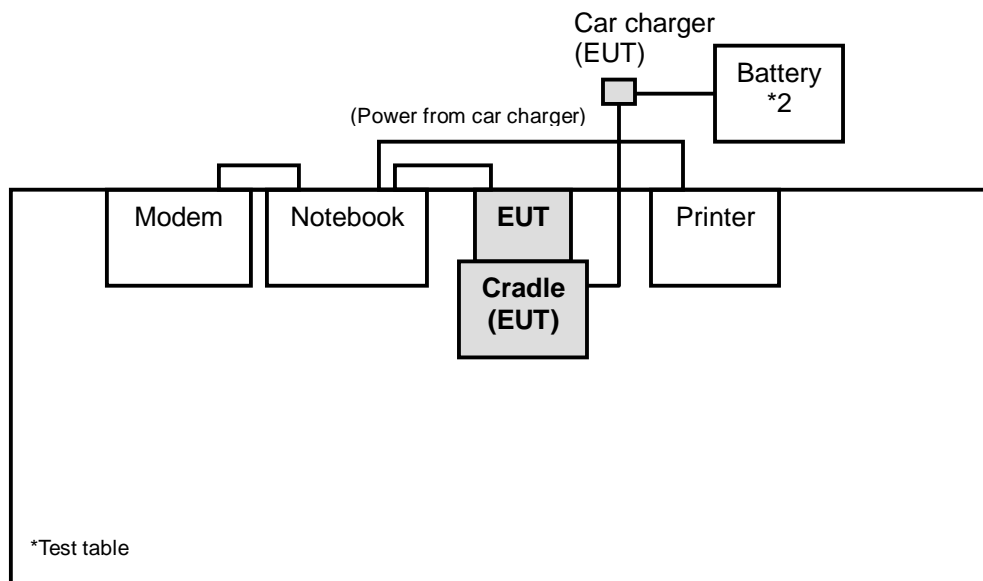 Car charger
(EUT)
Battery
*2
(Power from car charger)
Modem
Notebook
EUT
Printer
Cradle
(EUT)
*Test table